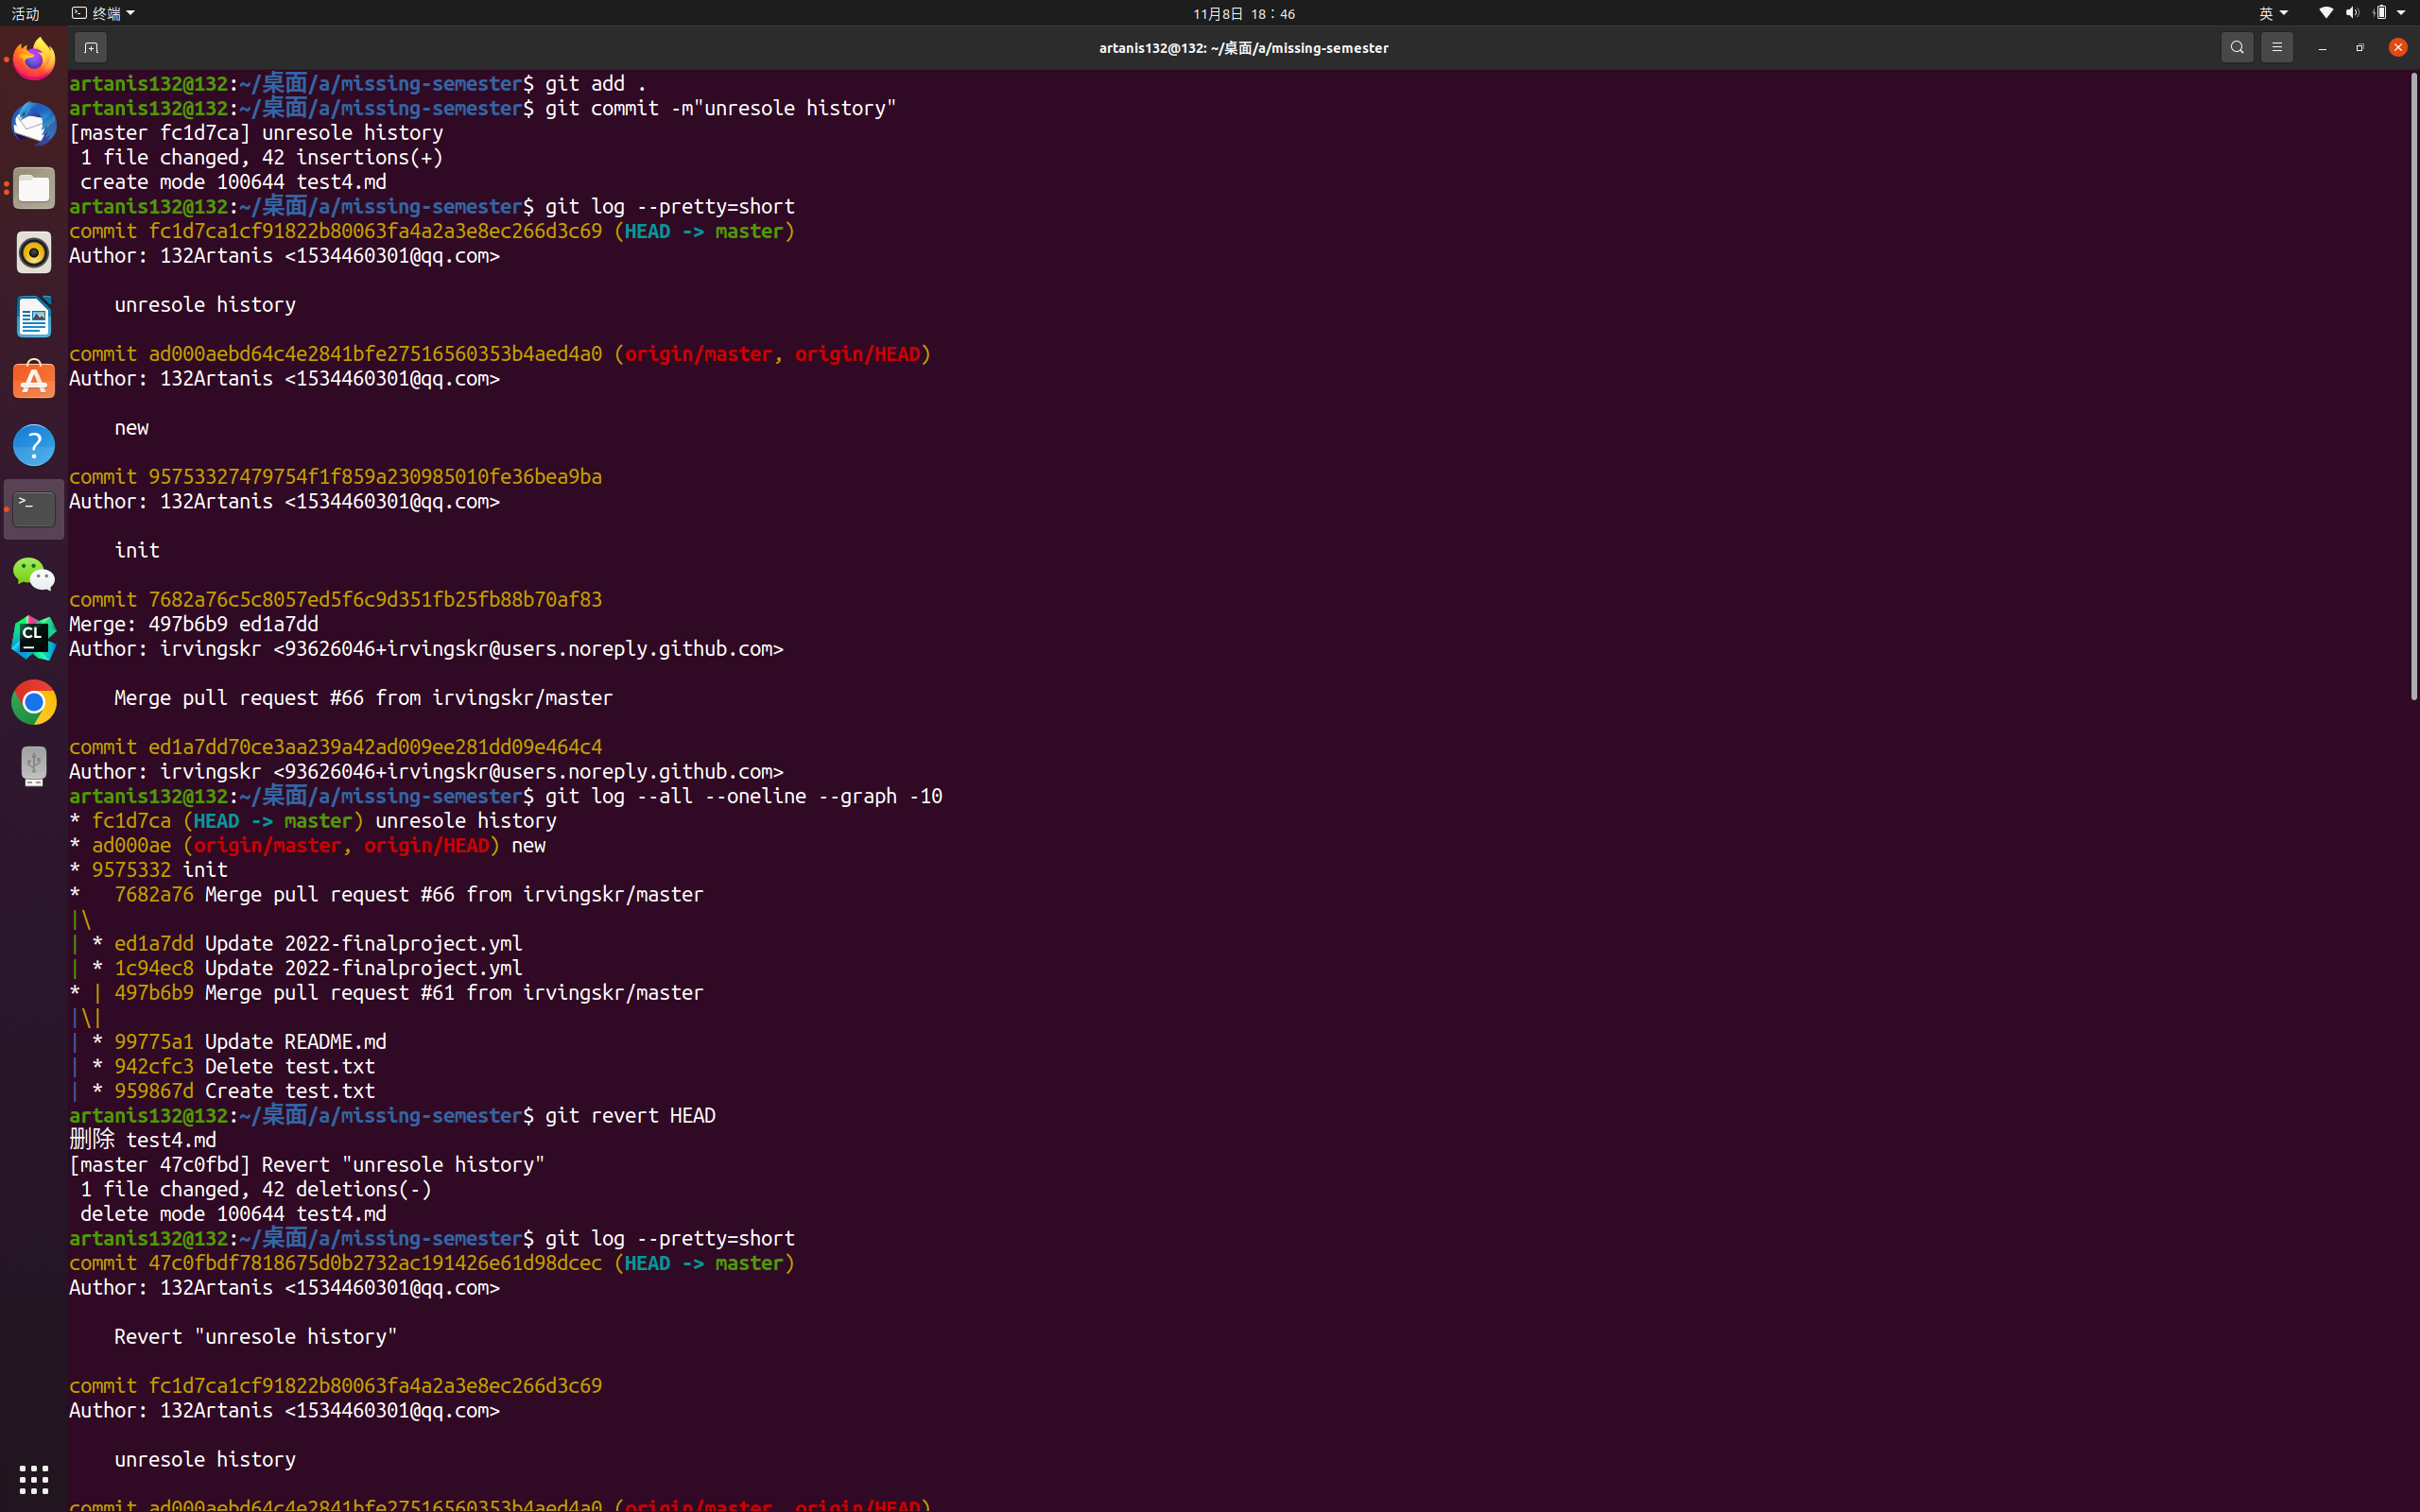 活动 终端 11月8日 18：46 英
artanis132@132: ~/桌面/a/missing-semester
artanis132@132:~/桌面/a/missing-semester$ git add .
artanis132@132:~/桌面/a/missing-semester$ git commit -m"unresole history"
[master fc1d7ca] unresole history
 1 file changed, 42 insertions(+)
 create mode 100644 test4.md
artanis132@132:~/桌面/a/missing-semester$ git log --pretty=short
commit fc1d7ca1cf91822b80063fa4a2a3e8ec266d3c69 (HEAD -> master)
Author: 132Artanis <1534460301@qq.com>
    unresole history
commit ad000aebd64c4e2841bfe27516560353b4aed4a0 (origin/master, origin/HEAD)
Author: 132Artanis <1534460301@qq.com>
    new
commit 95753327479754f1f859a230985010fe36bea9ba
Author: 132Artanis <1534460301@qq.com>
    init
commit 7682a76c5c8057ed5f6c9d351fb25fb88b70af83
Merge: 497b6b9 ed1a7dd
Author: irvingskr <93626046+irvingskr@users.noreply.github.com>
    Merge pull request #66 from irvingskr/master
commit ed1a7dd70ce3aa239a42ad009ee281dd09e464c4
Author: irvingskr <93626046+irvingskr@users.noreply.github.com>
artanis132@132:~/桌面/a/missing-semester$ git log --all --oneline --graph -10
* fc1d7ca (HEAD -> master) unresole history
* ad000ae (origin/master, origin/HEAD) new
* 9575332 init
*   7682a76 Merge pull request #66 from irvingskr/master
|\
| * ed1a7dd Update 2022-finalproject.yml
| * 1c94ec8 Update 2022-finalproject.yml
* | 497b6b9 Merge pull request #61 from irvingskr/master
|\|
| * 99775a1 Update README.md
| * 942cfc3 Delete test.txt
| * 959867d Create test.txt
artanis132@132:~/桌面/a/missing-semester$ git revert HEAD
删除 test4.md
[master 47c0fbd] Revert "unresole history"
 1 file changed, 42 deletions(-)
 delete mode 100644 test4.md
artanis132@132:~/桌面/a/missing-semester$ git log --pretty=short
commit 47c0fbdf7818675d0b2732ac191426e61d98dcec (HEAD -> master)
Author: 132Artanis <1534460301@qq.com>
    Revert "unresole history"
commit fc1d7ca1cf91822b80063fa4a2a3e8ec266d3c69
Author: 132Artanis <1534460301@qq.com>
    unresole history
commit ad000aebd64c4e2841bfe27516560353b4aed4a0 (origin/master, origin/HEAD)